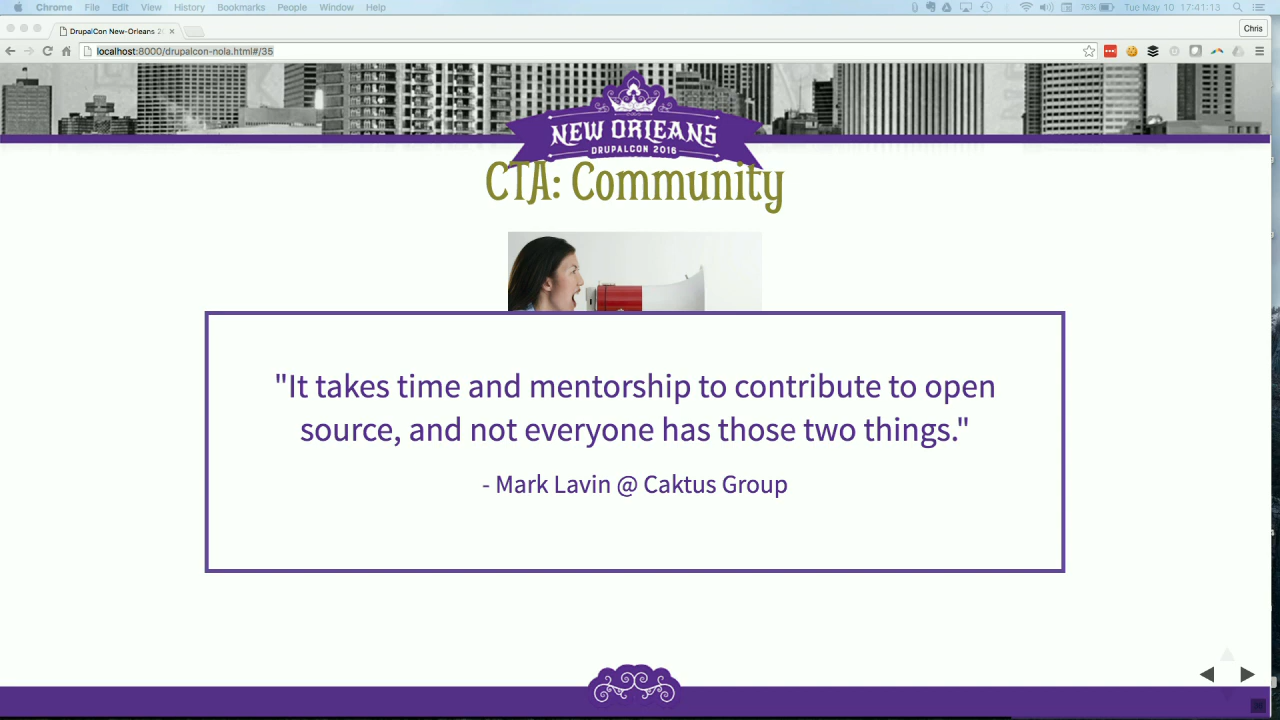 Chrome File Edit View History Bookmarks People Window Help 76% Tue May 10 17:41:13
DrupalCon New-Orleans 2 Chris
localhost:8000/drupalcon-nola.html#/35
NEW ORLEANS
DRUPALCON 2016
CTA: Community
"It takes time and mentorship to contribute to open
source, and not everyone has those two things."
- Mark Lavin @ Caktus Group